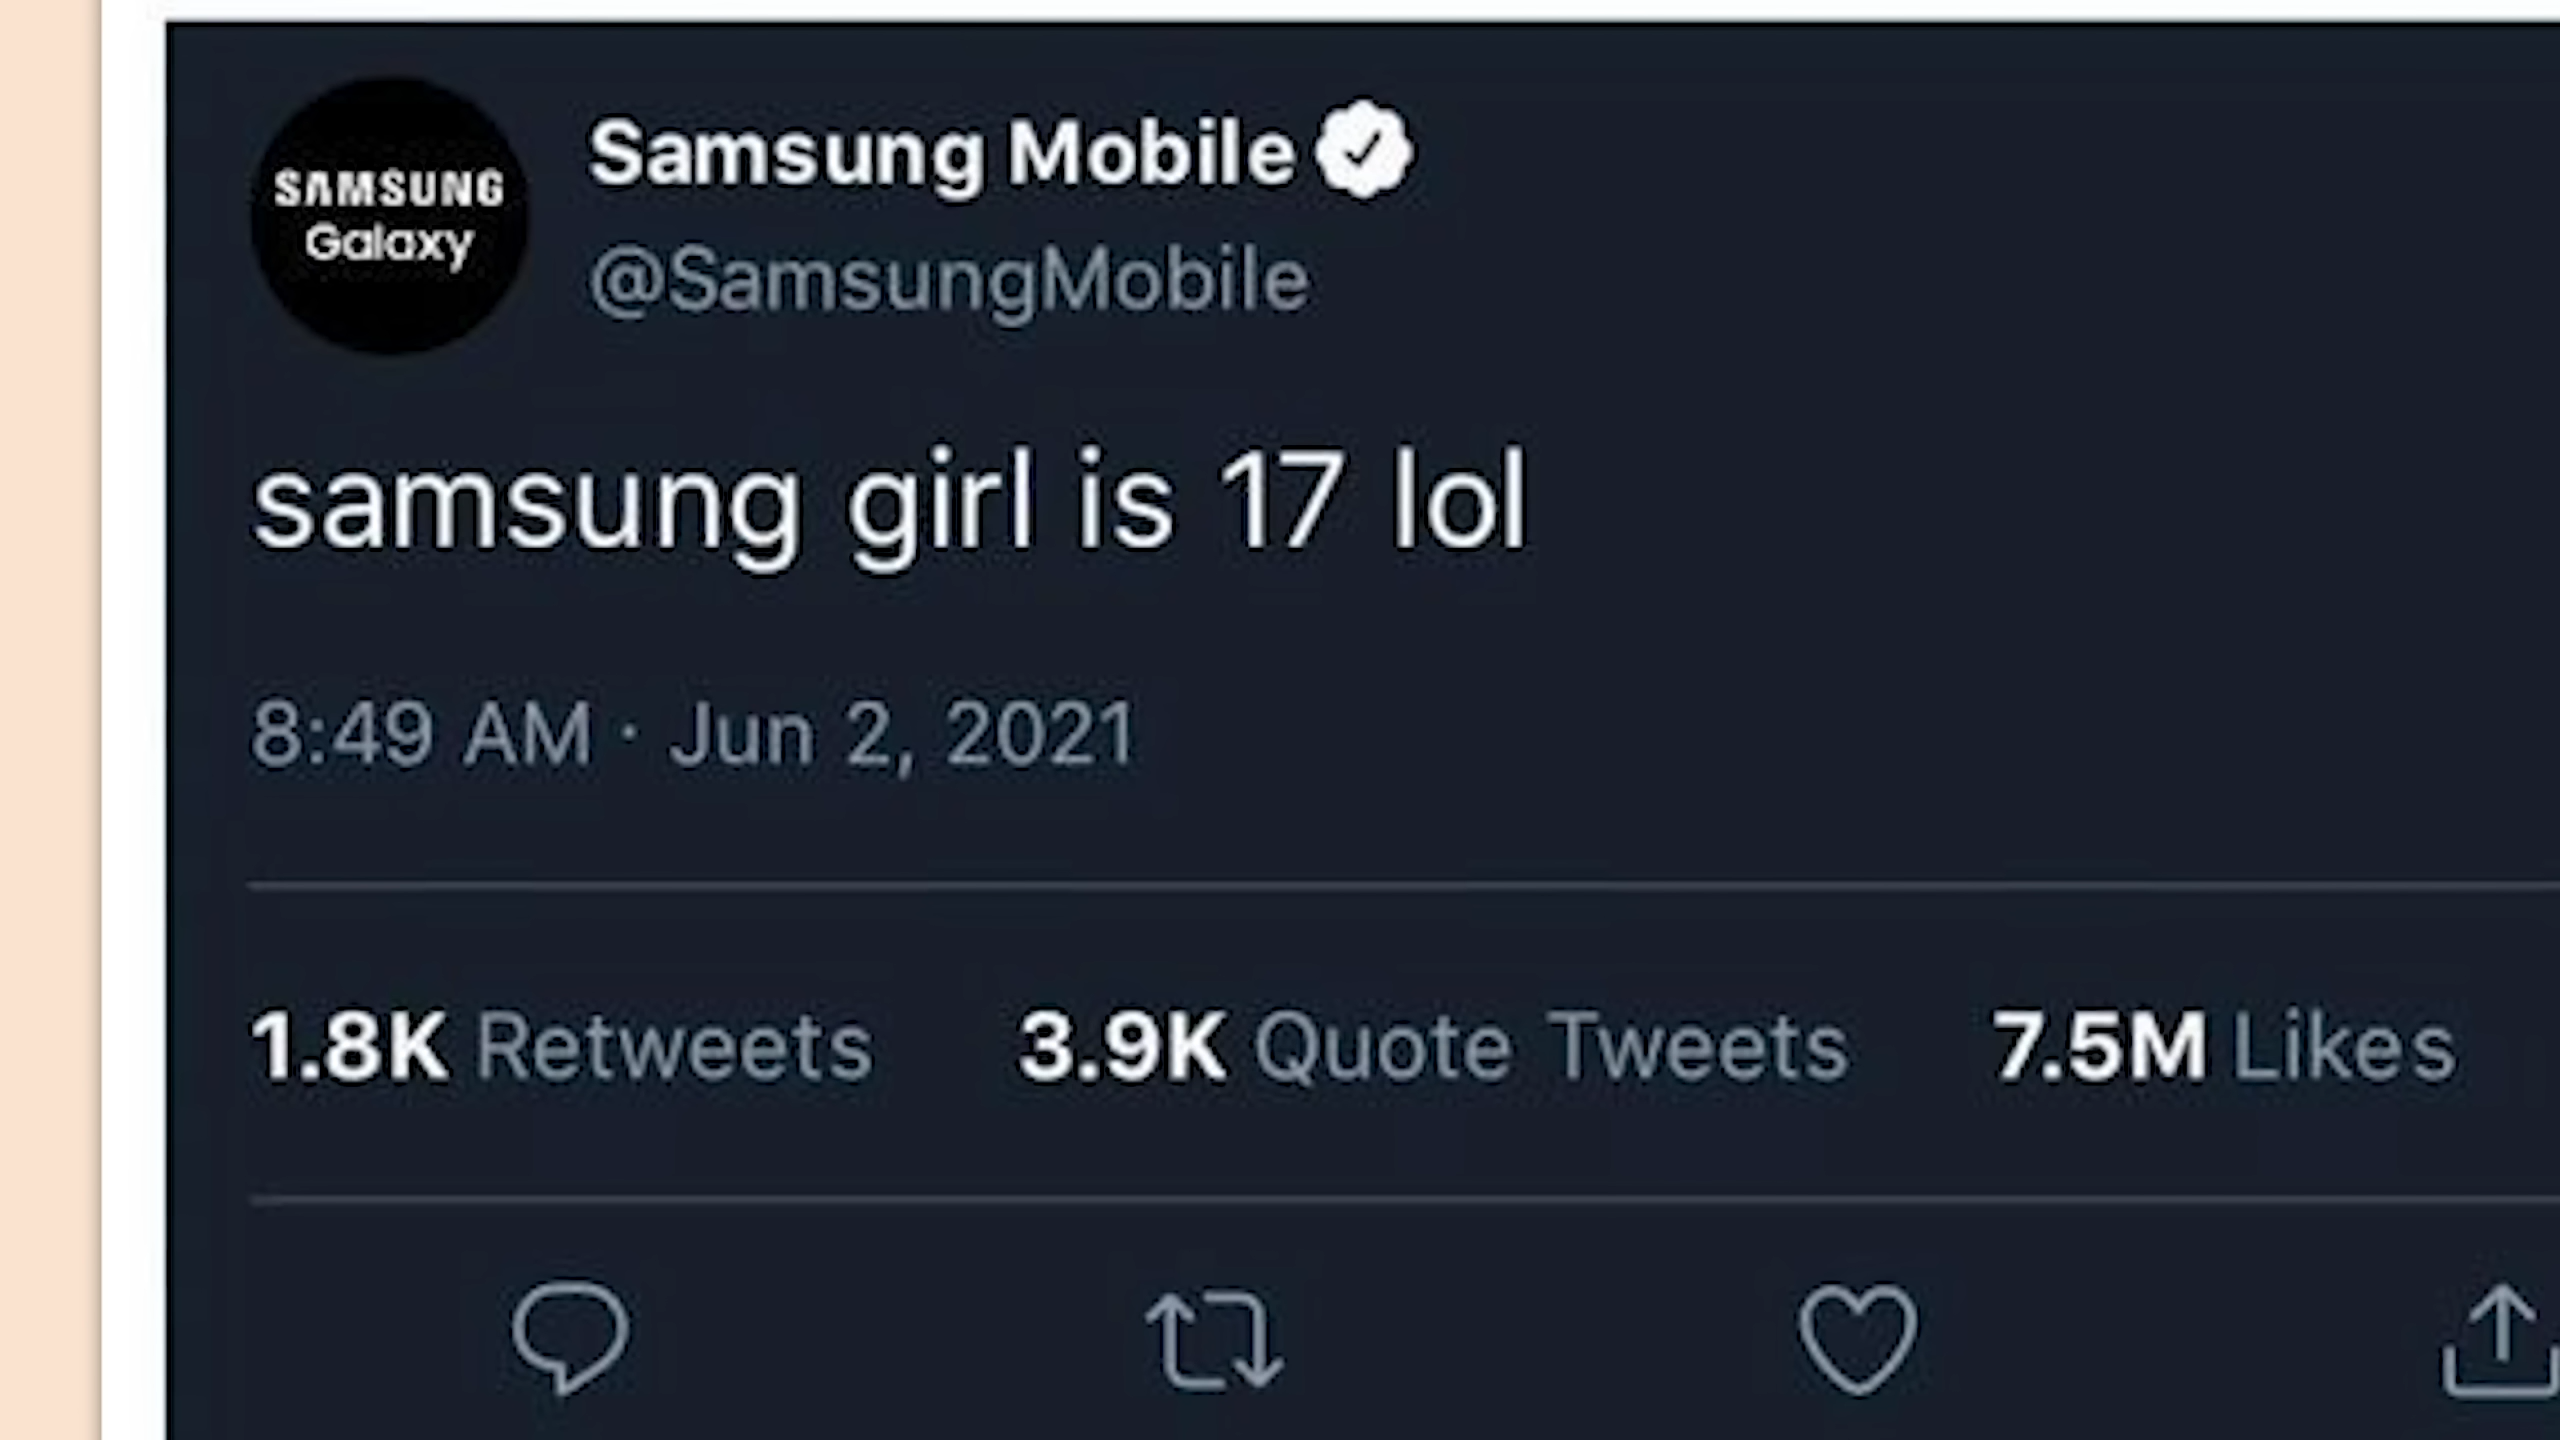 SAMSUNG
Galaxy
Samsung Mobile
@SamsungMobile
samsung girl is 17 lol
8:49 AM · Jun 2, 2021
1.8K Retweets 3.9K Quote Tweets 7.5M Likes